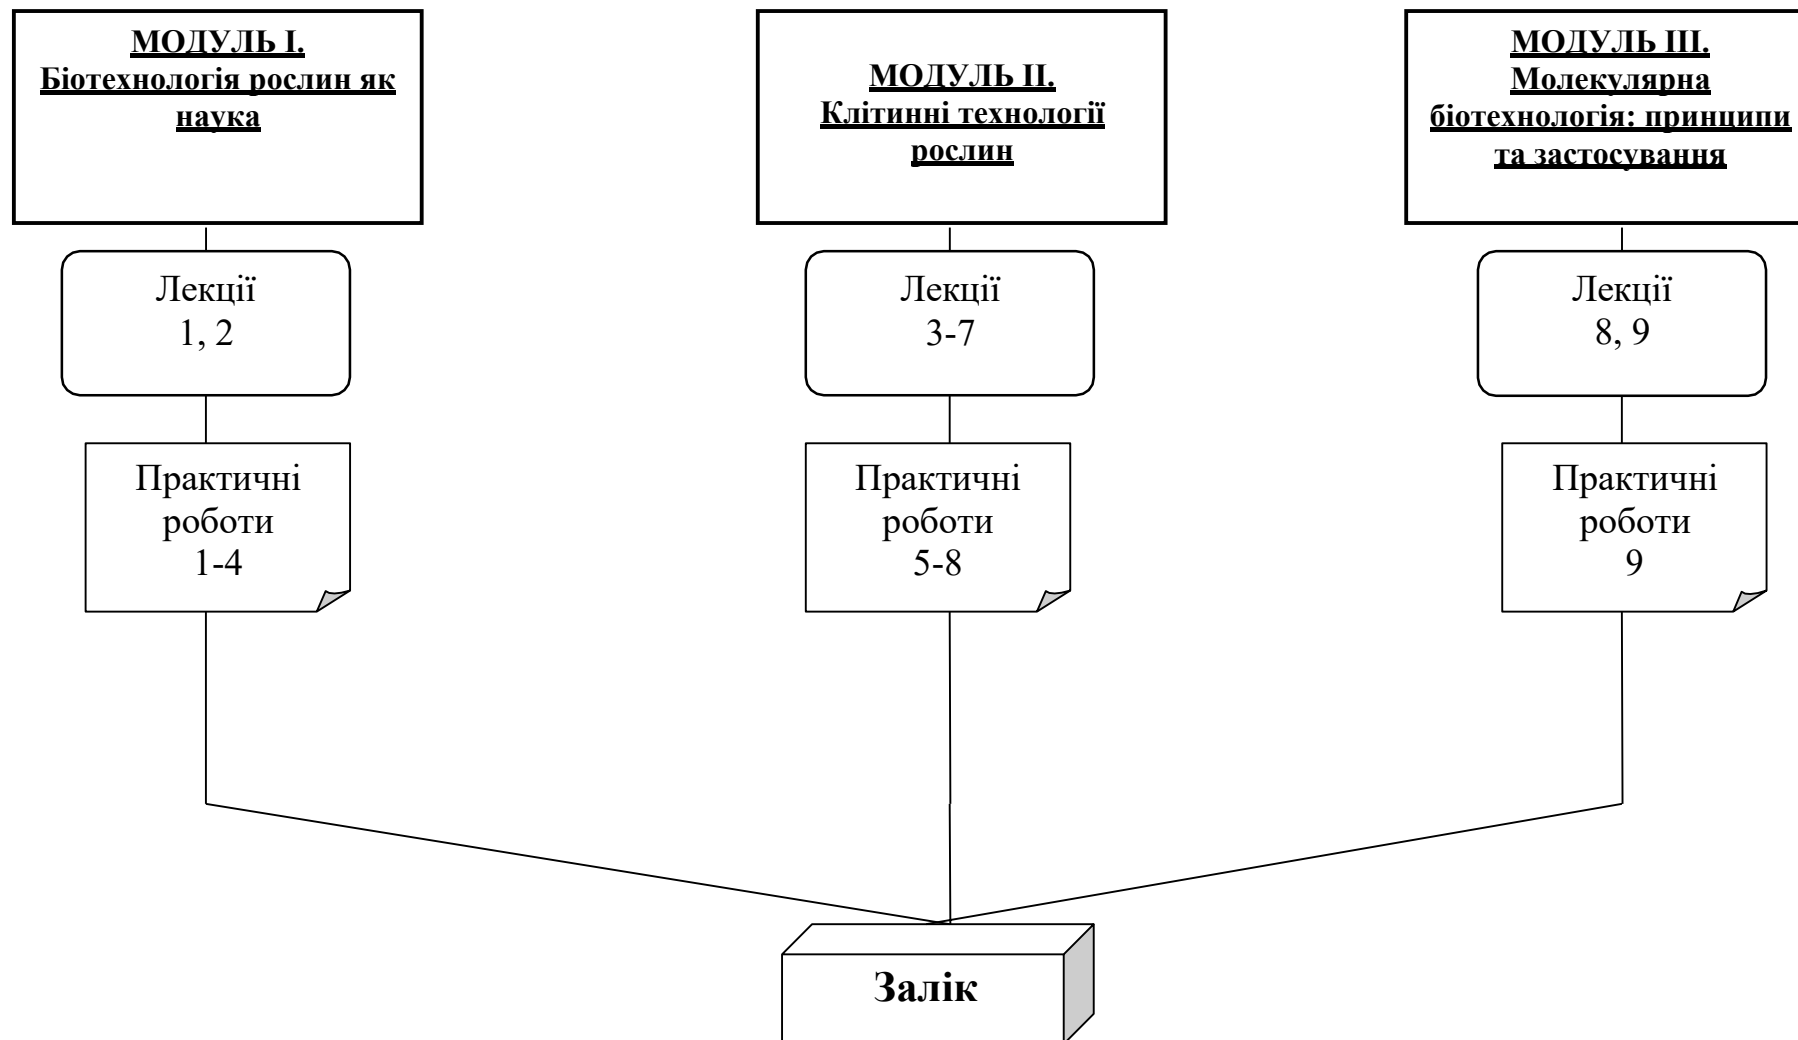 МОДУЛЬ І.
Біотехнологія рослин як
наука
МОДУЛЬ ІІ.
Клітинні технології
рослин
МОДУЛЬ ІІІ.
Молекулярна
біотехнологія: принципи
та застосування
Лекції
1, 2
Лекції
3-7
Лекції
8, 9
Практичні
роботи
1-4
Практичні
роботи
5-8
Практичні
роботи
9
Залік